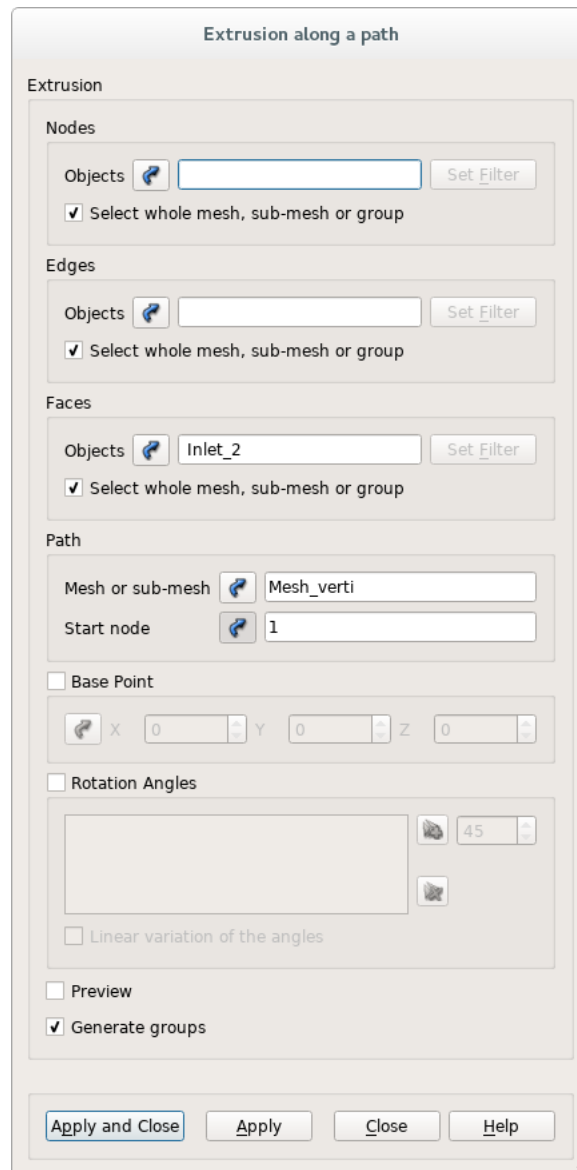 Extrusion along a path
Extrusion
Nodes
Objects Set Filter
Select whole mesh, sub-mesh or group
Edges
Objects Set Filter
Select whole mesh, sub-mesh or group
Faces
Objects Inlet_2 Set Filter
Select whole mesh, sub-mesh or group
Path
Mesh or sub-mesh Mesh_verti
Start node 1
Base Point
X 0 Y 0 Z 0
Rotation Angles
45
Linear variation of the angles
Preview
Generate groups
Apply and Close Apply Close Help